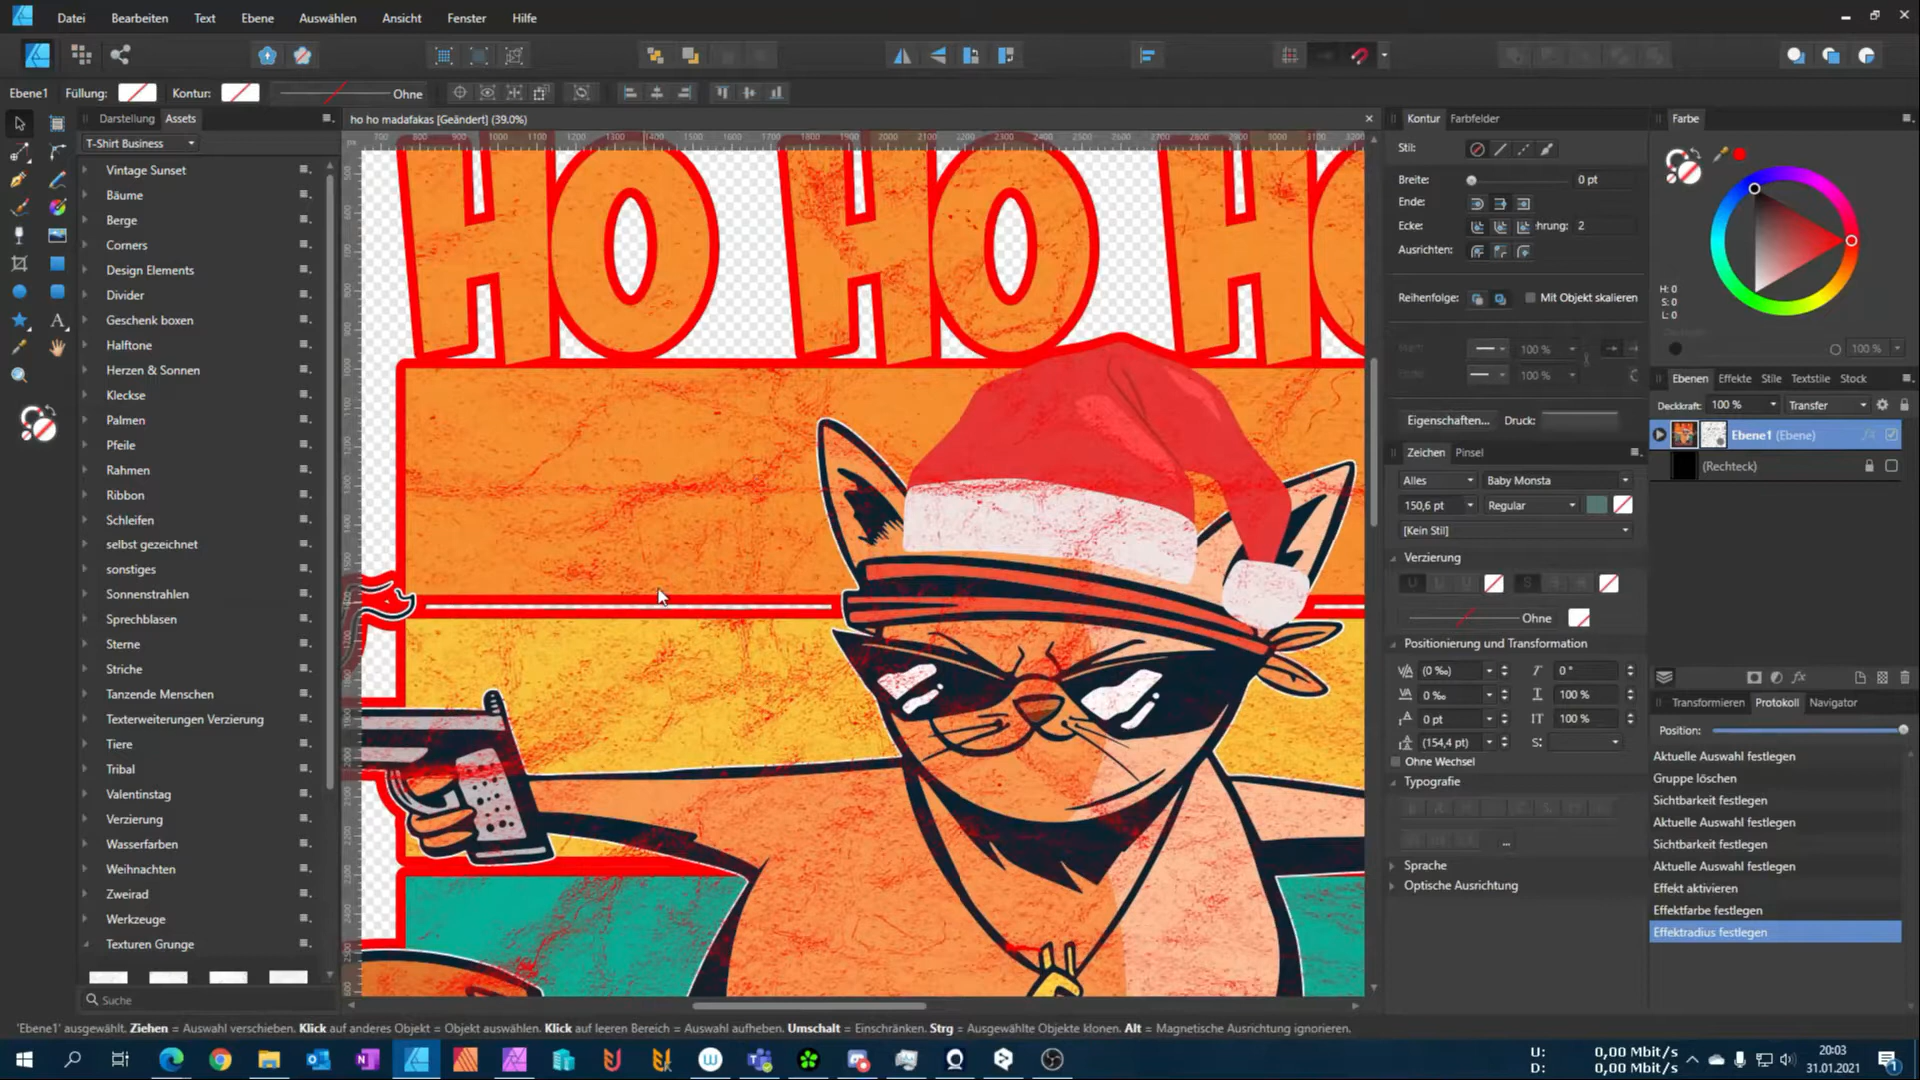 Datei Bearbeiten Text Ebene Auswählen Ansicht Fenster Hilfe
Ebene1 Füllung: Kontur: Ohne
Darstellung Assets
T-Shirt Business
Vintage Sunset
Bäume
Berge
Corners
Design Elements
Divider
Geschenk boxen
Halftone
Herzen & Sonnen
Kleckse
Palmen
Pfeile
Rahmen
Ribbon
Schleifen
selbst gezeichnet
sonstiges
Sonnenstrahlen
Sprechblasen
Sterne
Striche
Tanzende Menschen
Texterweiterungen Verzierung
Tiere
Tribal
Valentinstag
Verzierung
Wasserfarben
Weihnachten
Zweirad
Werkzeuge
Texturen Grunge
Suche
ho ho madafakas [Geändert] (39.0%)
HO HO HO
Kontur Farbfelder
Stil:
Breite: 0 pt
Ende:
Ecke: hrung: 2
Ausrichten:
Reihenfolge: Mit Objekt skalieren
100 %
100 %
Eigenschaften... Druck:
Zeichen Pinsel
Alles Baby Monsta
150,6 pt Regular
[Kein Stil]
Verzierung
Ohne
Positionierung und Transformation
(0 ‰) 0 °
0 ‰ 100 %
0 pt 100 %
(154,4 pt) S:
Ohne Wechsel
Typografie
...
Sprache
Optische Ausrichtung
Farbe
H: 0
S: 0
L: 0
100 %
Ebenen Effekte Stile Textstile Stock
Deckkraft: 100 % Transfer
Ebene1 (Ebene)
(Rechteck)
Transformieren Protokoll Navigator
Position:
Aktuelle Auswahl festlegen
Gruppe löschen
Sichtbarkeit festlegen
Aktuelle Auswahl festlegen
Sichtbarkeit festlegen
Aktuelle Auswahl festlegen
Effekt aktivieren
Effektfarbe festlegen
Effektradius festlegen
'Ebene1' ausgewählt. Ziehen = Auswahl verschieben. Klick auf anderes Objekt = Objekt auswählen. Klick auf leeren Bereich = Auswahl aufheben. Umschalt = Einschränken. Strg = Ausgewählte Objekte klonen. Alt = Magnetische Ausrichtung ignorieren.
U: 0,00 Mbit/s
D: 0,00 Mbit/s
20:03
31.01.2021